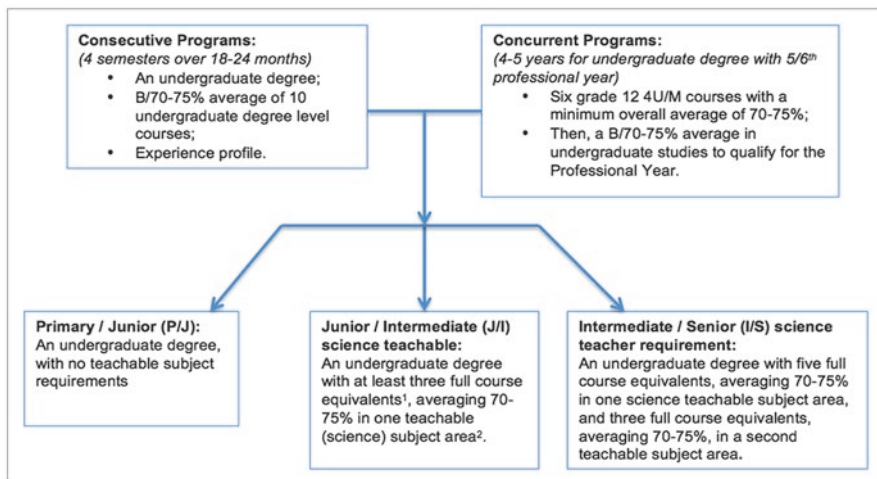 Consecutive Programs:
(4 semesters over 18-24 months)
• An undergraduate degree;
• B/70-75% average of 10
undergraduate degree level
courses;
• Experience profile.
Concurrent Programs:
(4-5 years for undergraduate degree with 5/6th
professional year)
• Six grade 12 4U/M courses with a
minimum overall average of 70-75%;
• Then, a B/70-75% average in
undergraduate studies to qualify for the
Professional Year.
Primary / Junior (P/J):
An undergraduate degree,
with no teachable subject
requirements
Junior / Intermediate (J/I)
science teachable:
An undergraduate degree
with at least three full course
equivalents¹, averaging 70-
75% in one teachable
(science) subject area².
Intermediate / Senior (I/S) science
teacher requirement:
An undergraduate degree with five full
course equivalents, averaging 70-75%
in one science teachable subject area,
and three full course equivalents,
averaging 70-75%, in a second
teachable subject area.